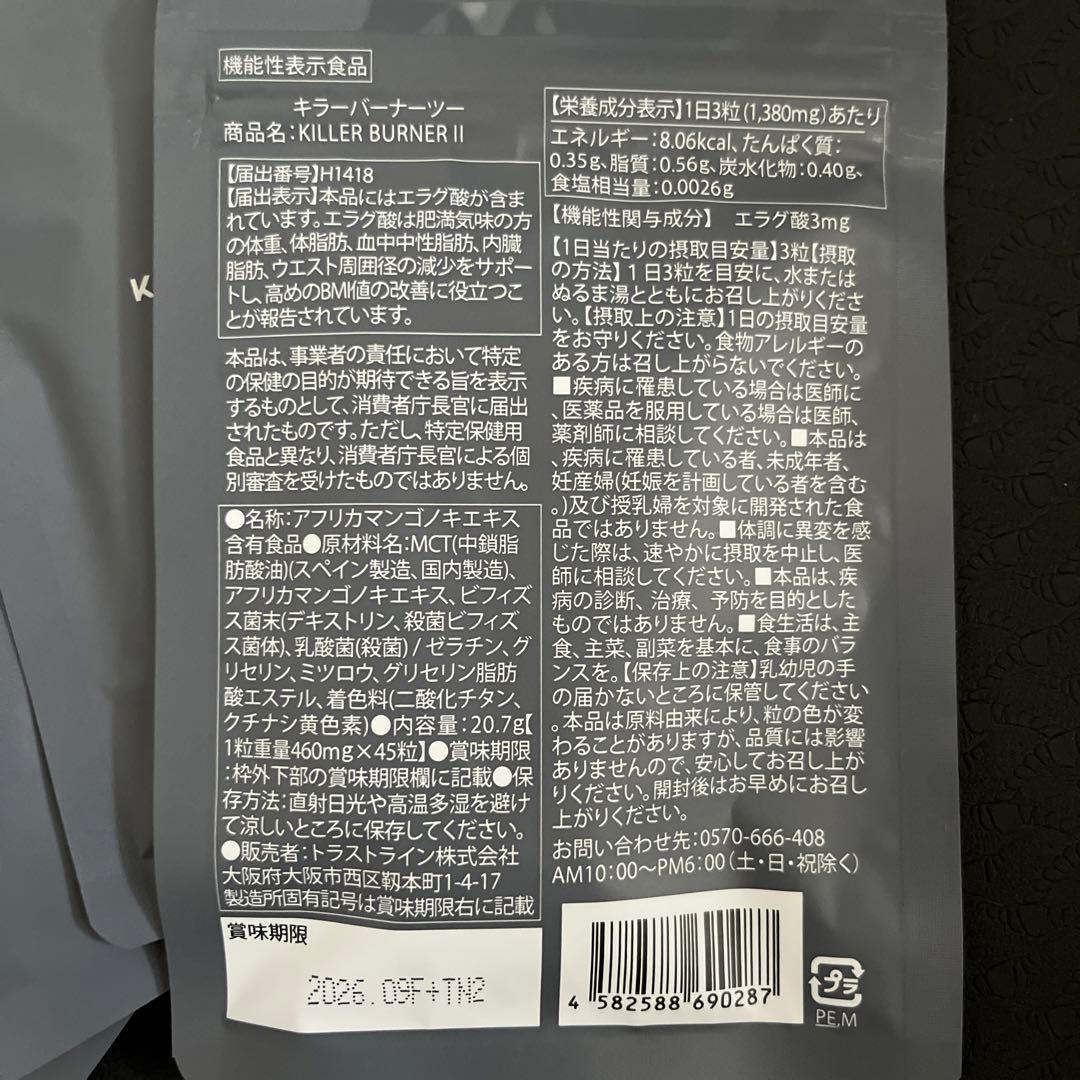 K
機能性表示食品
キラーバーナーツー
商品名:KILLER BURNER II
【届出番号】H1418
【届出表示】本品にはエラグ酸が含ま
れています。エラグ酸は肥満気味の方
の体重、体脂肪、血中中性脂肪、内臓
脂肪、ウエスト周囲径の減少をサポー
トし、高めのBMI値の改善に役立つこ
とが報告されています。
本品は、事業者の責任において特定
の保健の目的が期待できる旨を表示
するものとして、消費者庁長官に届出
されたものです。ただし、特定保健用
食品と異なり、消費者庁長官による個
別審査を受けたものではありません。
●名称:アフリカマンゴノキエキス
含有食品●原材料名:MCT(中鎖脂
肪酸油)(スペイン製造、国内製造)、
アフリカマンゴノキエキス、ビフィズ
ス菌末(デキストリン、殺菌ビフィズ
ス菌体)、乳酸菌(殺菌) / ゼラチン、グ
リセリン、ミツロウ、グリセリン脂肪
酸エステル、着色料(二酸化チタン、
クチナシ黄色素)●内容量:20.7g【
1粒重量460mg×45粒】●賞味期限
:枠外下部の賞味期限欄に記載●保
存方法:直射日光や高温多湿を避け
て涼しいところに保存してください。
●販売者:トラストライン株式会社
大阪府大阪市西区靱本町1-4-17
製造所固有記号は賞味期限右に記載
賞味期限
2026.09F+TN2
【栄養成分表示】1日3粒(1,380mg)あたり
エネルギー:8.06kcal、たんぱく質:
0.35g、脂質:0.56g、炭水化物:0.40g、
食塩相当量:0.0026g
【機能性関与成分】 エラグ酸3mg
【1日当たりの摂取目安量】3粒【摂取
の方法】1日3粒を目安に、水または
ぬるま湯とともにお召し上がりくださ
い。【摂取上の注意】1日の摂取目安量
をお守りください。食物アレルギーの
ある方は召し上がらないでください。
■疾病に罹患している場合は医師に
、医薬品を服用している場合は医師、
薬剤師に相談してください。■本品は
、疾病に罹患している者、未成年者、
妊産婦(妊娠を計画している者を含む
。)及び授乳婦を対象に開発された食
品ではありません。■体調に異変を感
じた際は、速やかに摂取を中止し、医
師に相談してください。■本品は、疾
病の診断、治療、予防を目的とした
ものではありません。■食生活は、主
食、主菜、副菜を基本に、食事のバラ
ンスを。【保存上の注意】乳幼児の手
の届かないところに保管してください
。本品は原料由来により、粒の色が変
わることがありますが、品質には影響
ありませんので、安心してお召し上が
りください。開封後はお早めにお召し
上がりください。
お問い合わせ先:0570-666-408
AM10:00〜PM6:00(土・日・祝除く)
4 582588 690287
プラ
PE,M